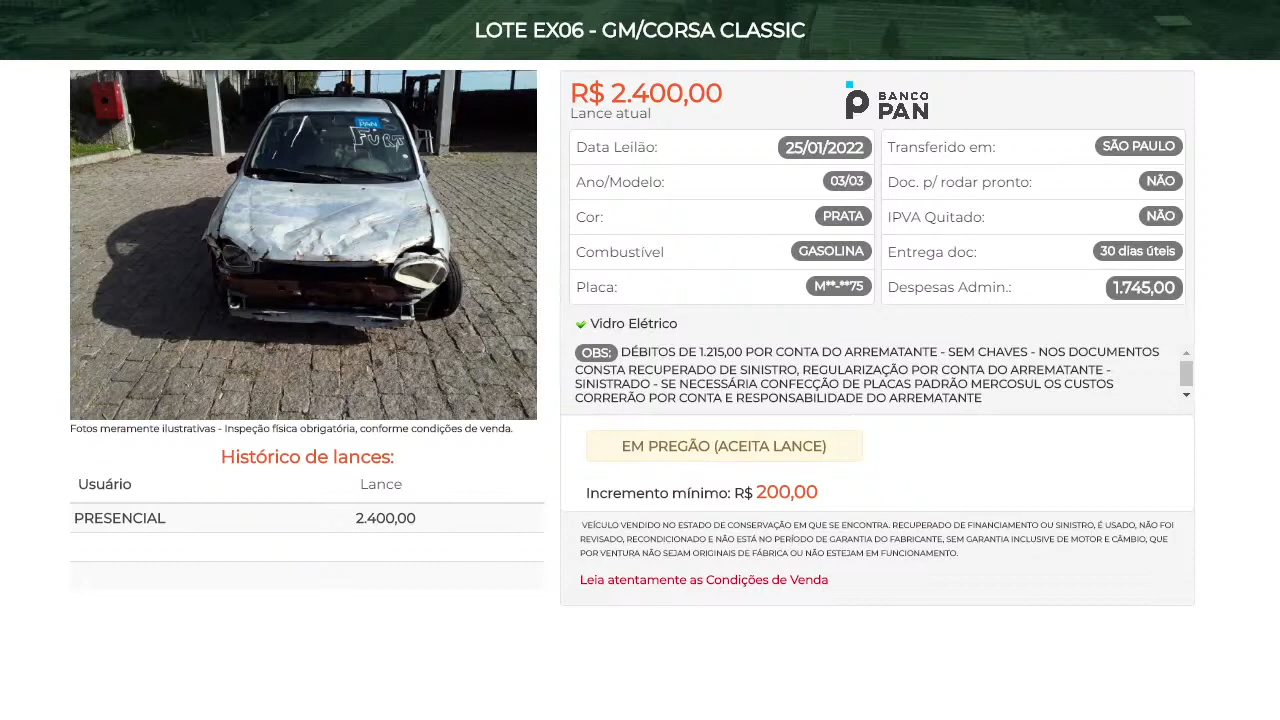 LOTE EX06 - GM/CORSA CLASSIC
PAN
FURT
Fotos meramente ilustrativas - Inspeção física obrigatória, conforme condições de venda.
Histórico de lances:
Usuário Lance
PRESENCIAL 2.400,00
R$ 2.400,00
Lance atual
BANCO
PAN
Data Leilão: 25/01/2022
Ano/Modelo: 03/03
Cor: PRATA
Combustível GASOLINA
Placa: M**-**75
Transferido em: SÃO PAULO
Doc. p/ rodar pronto: NÃO
IPVA Quitado: NÃO
Entrega doc: 30 dias úteis
Despesas Admin.: 1.745,00
Vidro Elétrico
OBS: DÉBITOS DE 1.215,00 POR CONTA DO ARREMATANTE - SEM CHAVES - NOS DOCUMENTOS
CONSTA RECUPERADO DE SINISTRO, REGULARIZAÇÃO POR CONTA DO ARREMATANTE -
SINISTRADO - SE NECESSÁRIA CONFECÇÃO DE PLACAS PADRÃO MERCOSUL OS CUSTOS
CORRERÃO POR CONTA E RESPONSABILIDADE DO ARREMATANTE
EM PREGÃO (ACEITA LANCE)
Incremento mínimo: R$ 200,00
VEÍCULO VENDIDO NO ESTADO DE CONSERVAÇÃO EM QUE SE ENCONTRA. RECUPERADO DE FINANCIAMENTO OU SINISTRO, É USADO, NÃO FOI
REVISADO, RECONDICIONADO E NÃO ESTÁ NO PERÍODO DE GARANTIA DO FABRICANTE, SEM GARANTIA INCLUSIVE DE MOTOR E CÂMBIO, QUE
POR VENTURA NÃO SEJAM ORIGINAIS DE FÁBRICA OU NÃO ESTEJAM EM FUNCIONAMENTO.
Leia atentamente as Condições de Venda